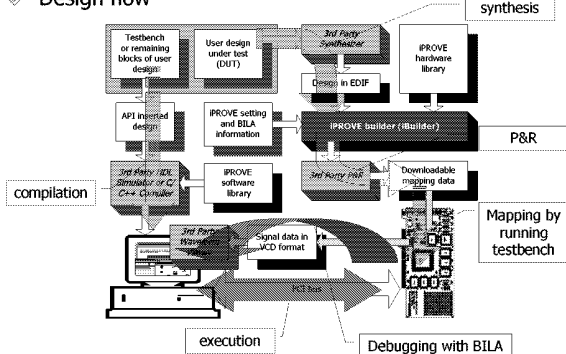 Design flow
synthesis
Testbench
or remaining
blocks of user
design
User design
under test
(DUT)
3rd Party
Synthesizer
iPROVE
hardware
library
Design in EDIF
API inserted
design
iPROVE setting
and BILA
information
iPROVE builder (iBuilder)
P&R
3rd Party HDL
Simulator or C/
C++ Compiler
iPROVE
software
library
3rd Party P&R
Downloadable
mapping data
compilation
Mapping by
running
testbench
3rd Party
Waveform
Viewer
Signal data in
VCD format
PCI bus
execution
Debugging with BILA